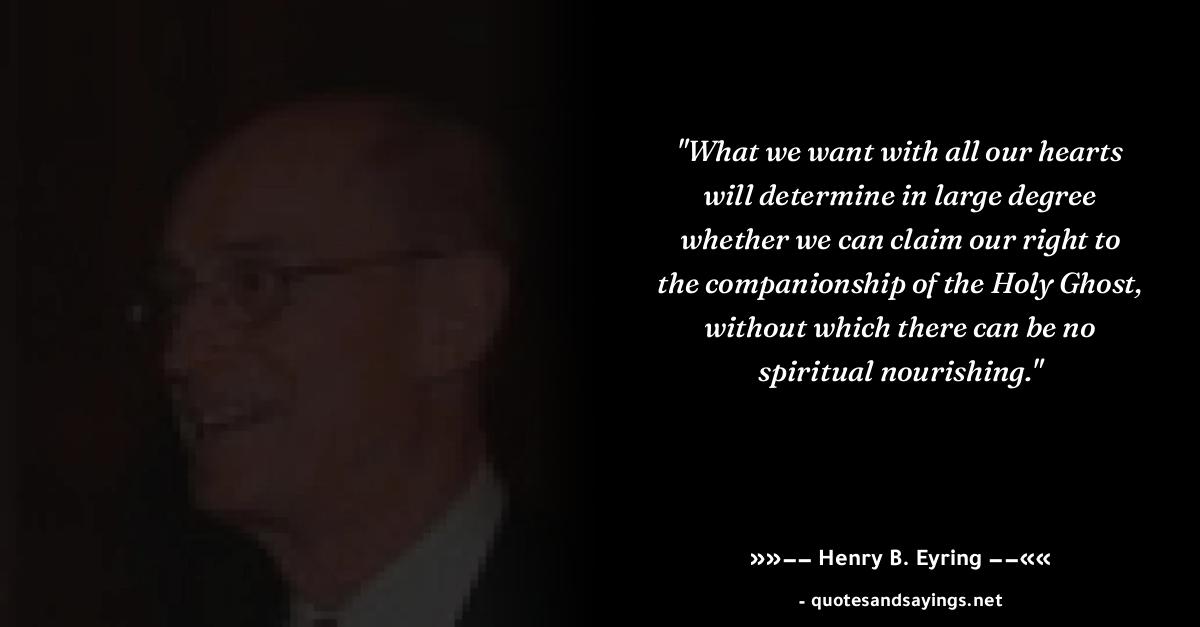 "What we want with all our hearts
will determine in large degree
whether we can claim our right to
the companionship of the Holy Ghost,
without which there can be no
spiritual nourishing."
»»−− Henry B. Eyring −−««
- quotesandsayings.net